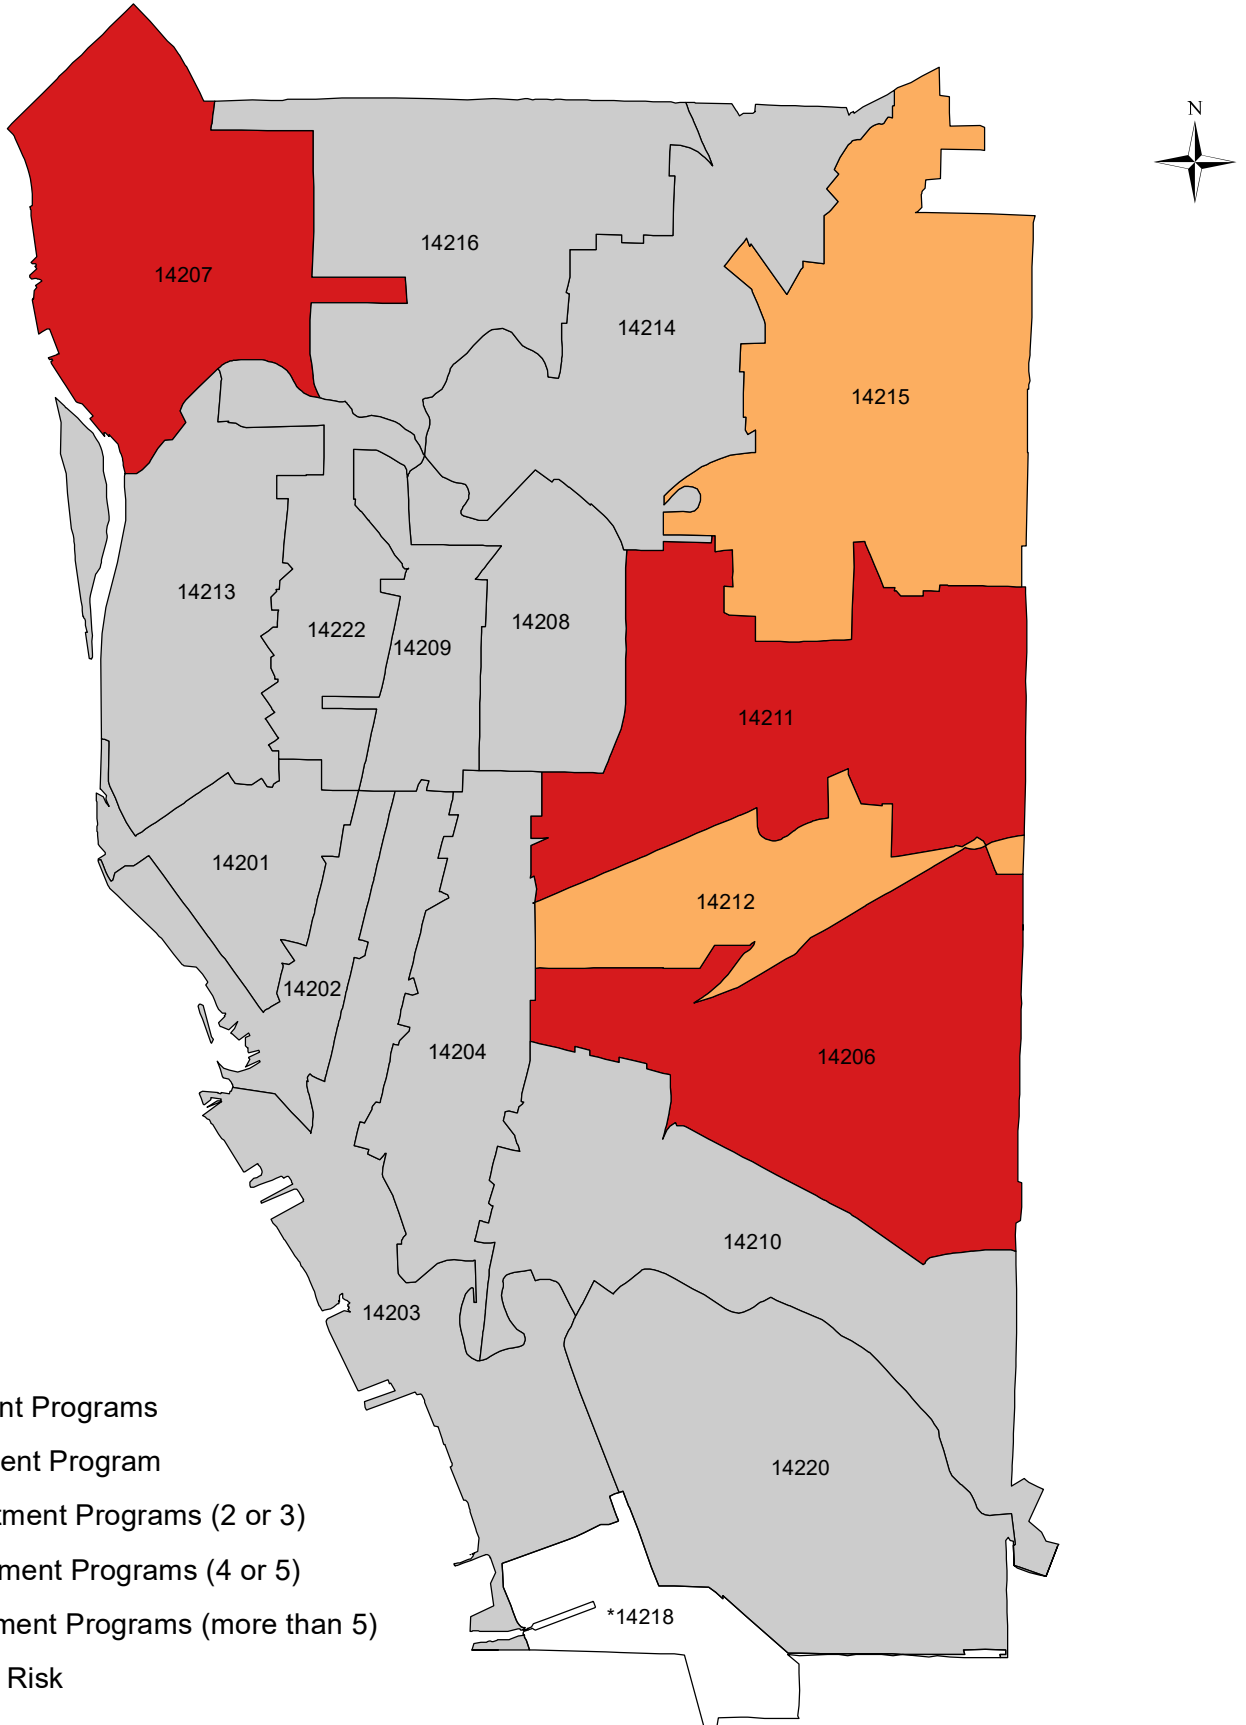 N
14216
14207
14214
14215
14213
14208
14222
14209
14211
14201
14212
14202
14204
14206
14210
14203
nt Programs
ent Program
14220
tment Programs (2 or 3)
ment Programs (4 or 5)
*14218
ment Programs (more than 5)
Risk